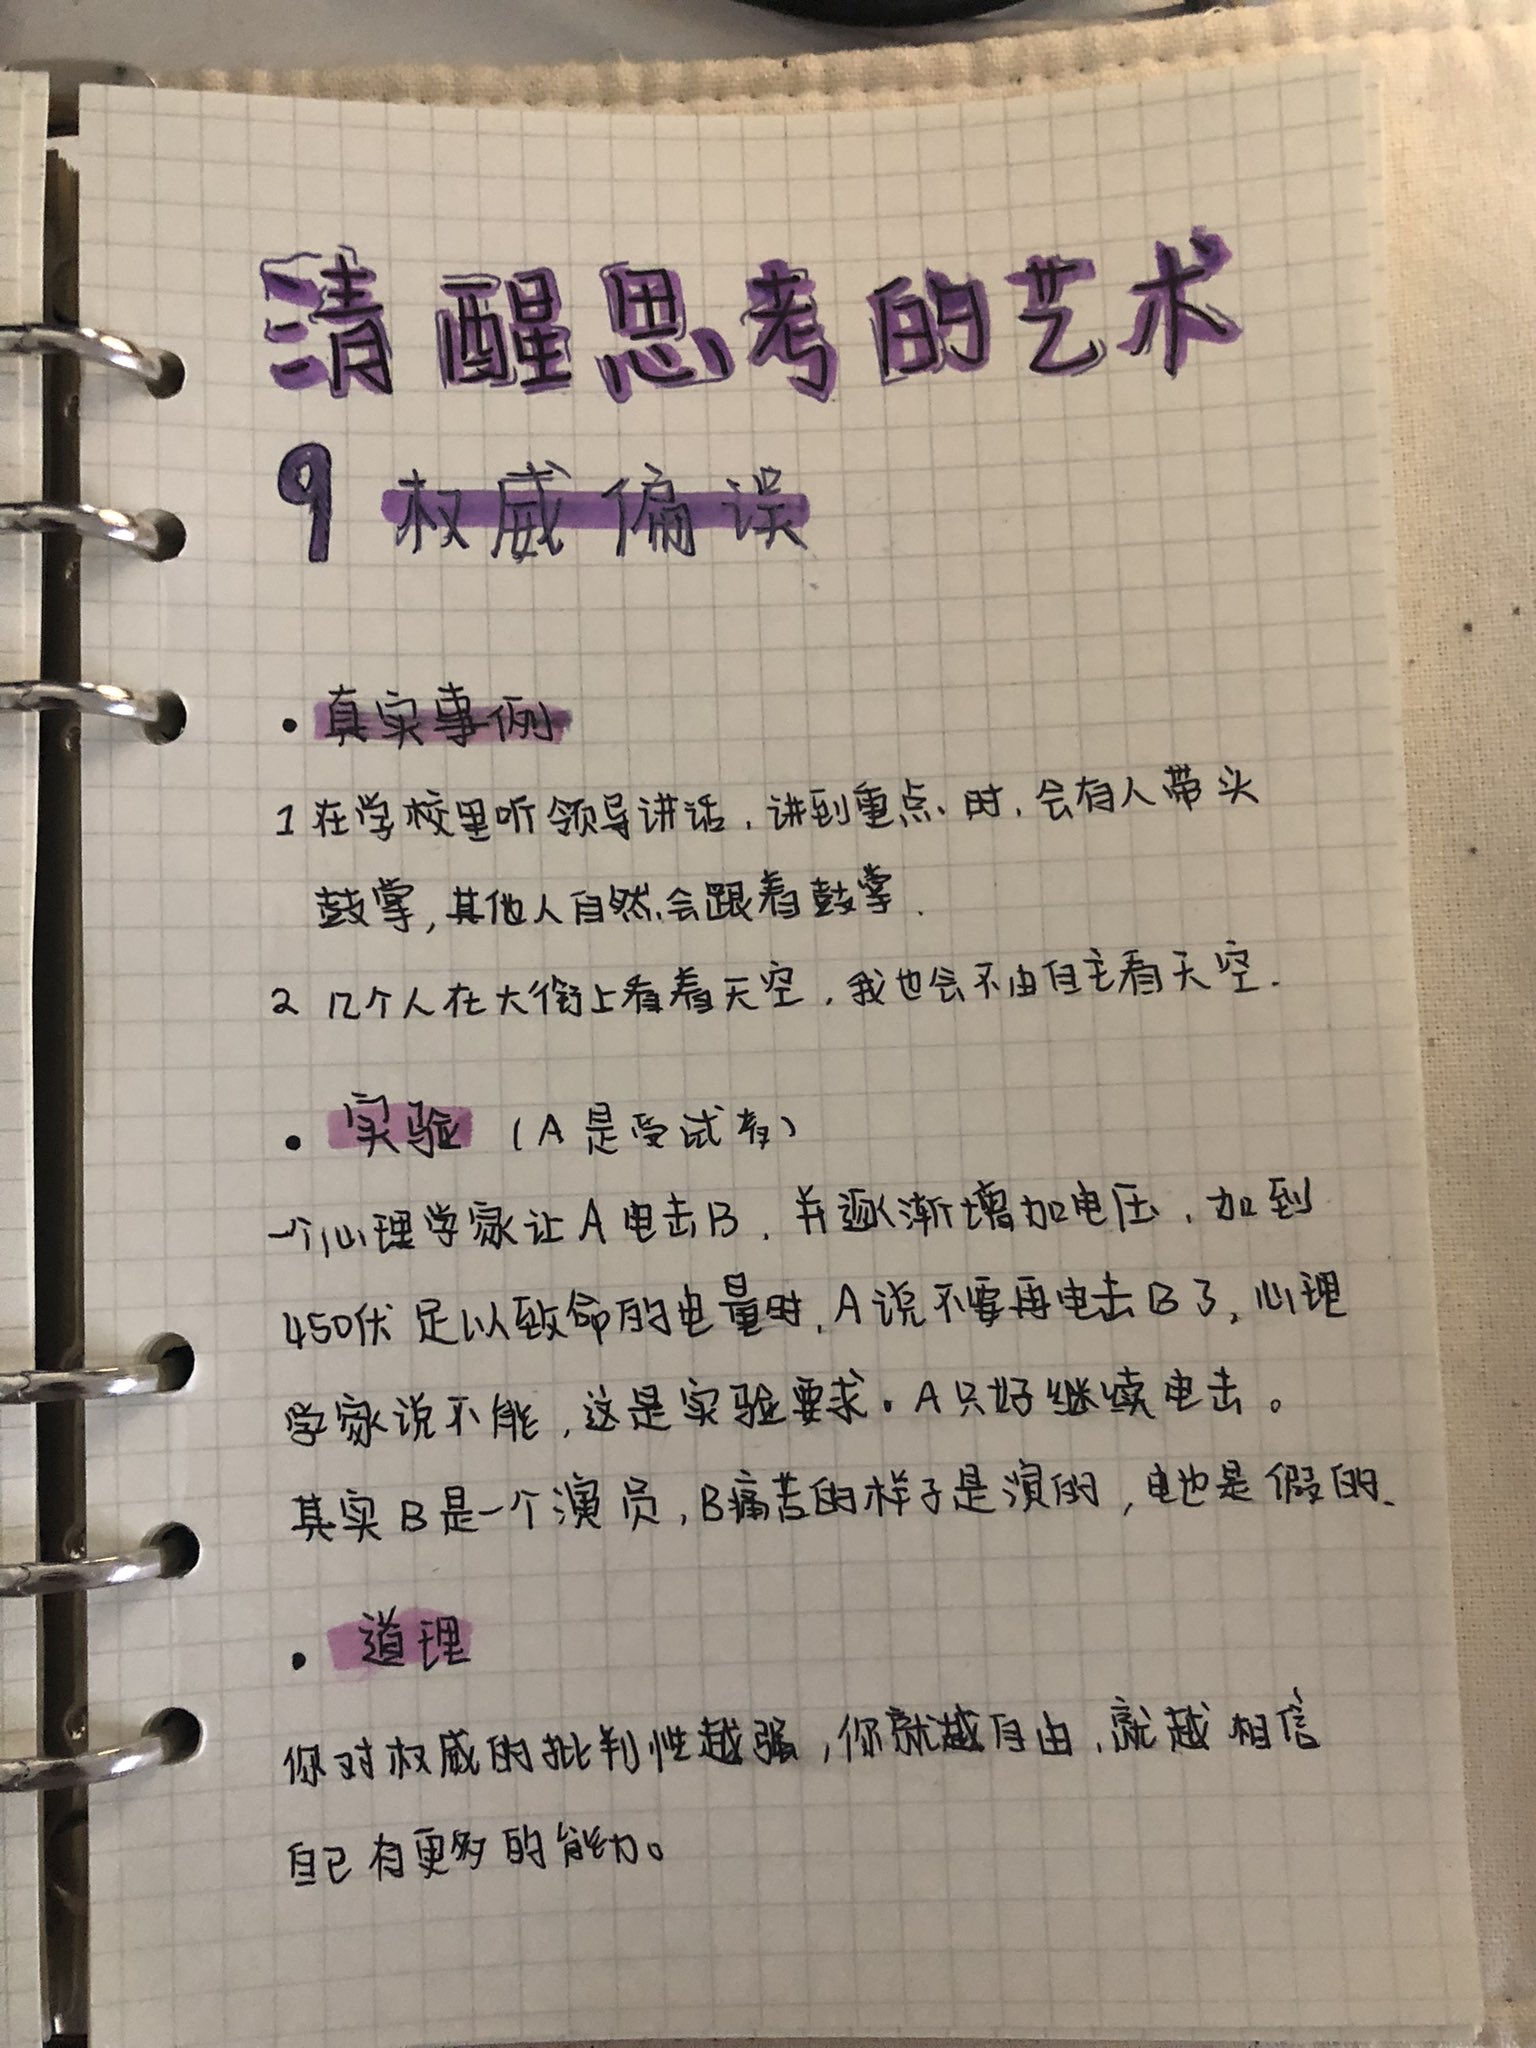 清醒思考的艺术
9 权威偏误
· 真实事例
1 在学校里听领导讲话,讲到重点时,会有人带头
鼓掌,其他人自然会跟着鼓掌.
2 几个人在大街上看着天空,我也会不由自主看天空.
· 实验 (A是受试者)
一个心理学家让A电击B,并逐渐增加电压,加到
450伏足以致命的电量时,A说不要再电击B了,心理
学家说不能,这是实验要求.A只好继续电击。
其实B是一个演员,B痛苦的样子是演的,电也是假的.
· 道理
你对权威的批判性越强,你就越自由,就越相信
自己有更多的能力。